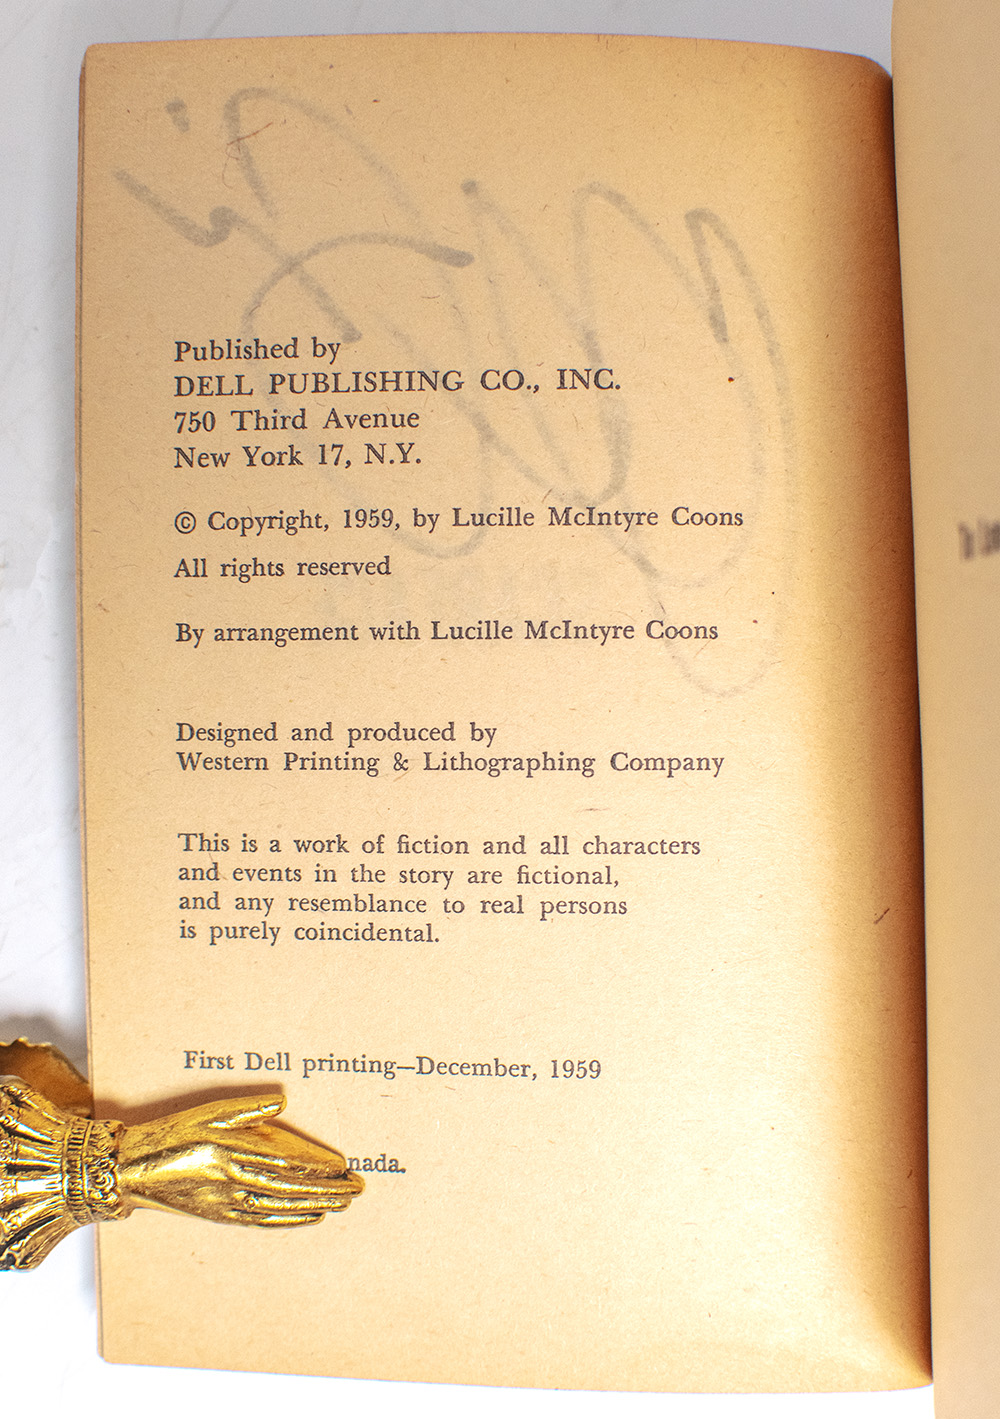 Published by
DELL PUBLISHING CO., INC.
750 Third Avenue
New York 17, N.Y.
© Copyright, 1959, by Lucille McIntyre Coons
All rights reserved
By arrangement with Lucille McIntyre Coons
Designed and produced by
Western Printing & Lithographing Company
This is a work of fiction and all characters
and events in the story are fictional,
and any resemblance to real persons
is purely coincidental.
First Dell printing—December, 1959
nada.